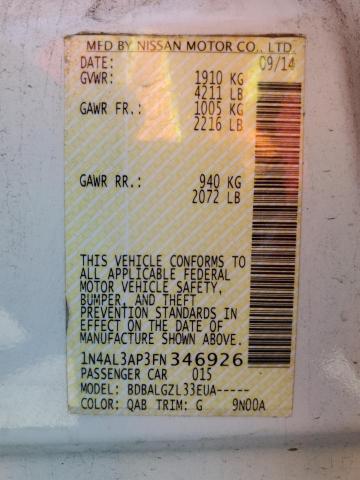 MFD BY NISSAN MOTOR CO., LTD.
DATE: 09/14
GVWR: 1910 KG
4211 LB
GAWR FR.: 1005 KG
2216 LB
GAWR RR.: 940 KG
2072 LB
THIS VEHICLE CONFORMS TO
ALL APPLICABLE FEDERAL
MOTOR VEHICLE SAFETY,
BUMPER, AND THEFT
PREVENTION STANDARDS IN
EFFECT ON THE DATE OF
MANUFACTURE SHOWN ABOVE.
1N4AL3AP3FN346926
PASSENGER CAR 015
MODEL: BDBALGZL33EUA-----
COLOR: QAB TRIM: G 9N00A